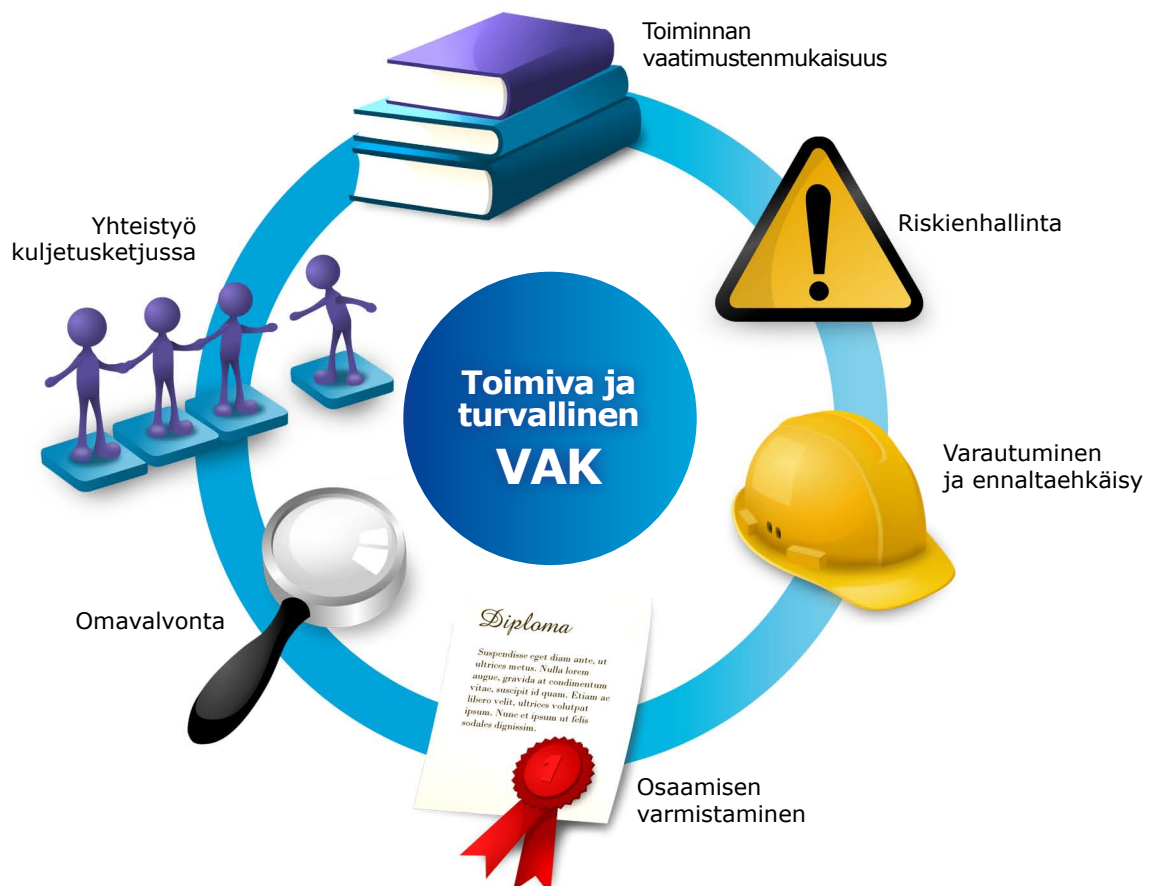 Toiminnan
vaatimustenmukaisuus
Riskienhallinta
Varautuminen
ja ennaltaehkäisy
Osaamisen
varmistaminen
Omavalvonta
Yhteistyö
kuljetusketjussa
Toimiva ja
turvallinen
VAK
Diploma
Suspendisse eget diam ante, ut
ultrices metus. Nulla lorem
augue, gravida at condimentum
vitae, suscipit id quam. Etiam ac
libero velit, ultrices volutpat
ipsum. Nunc et ipsum ut felis
sodales dignissim.
1